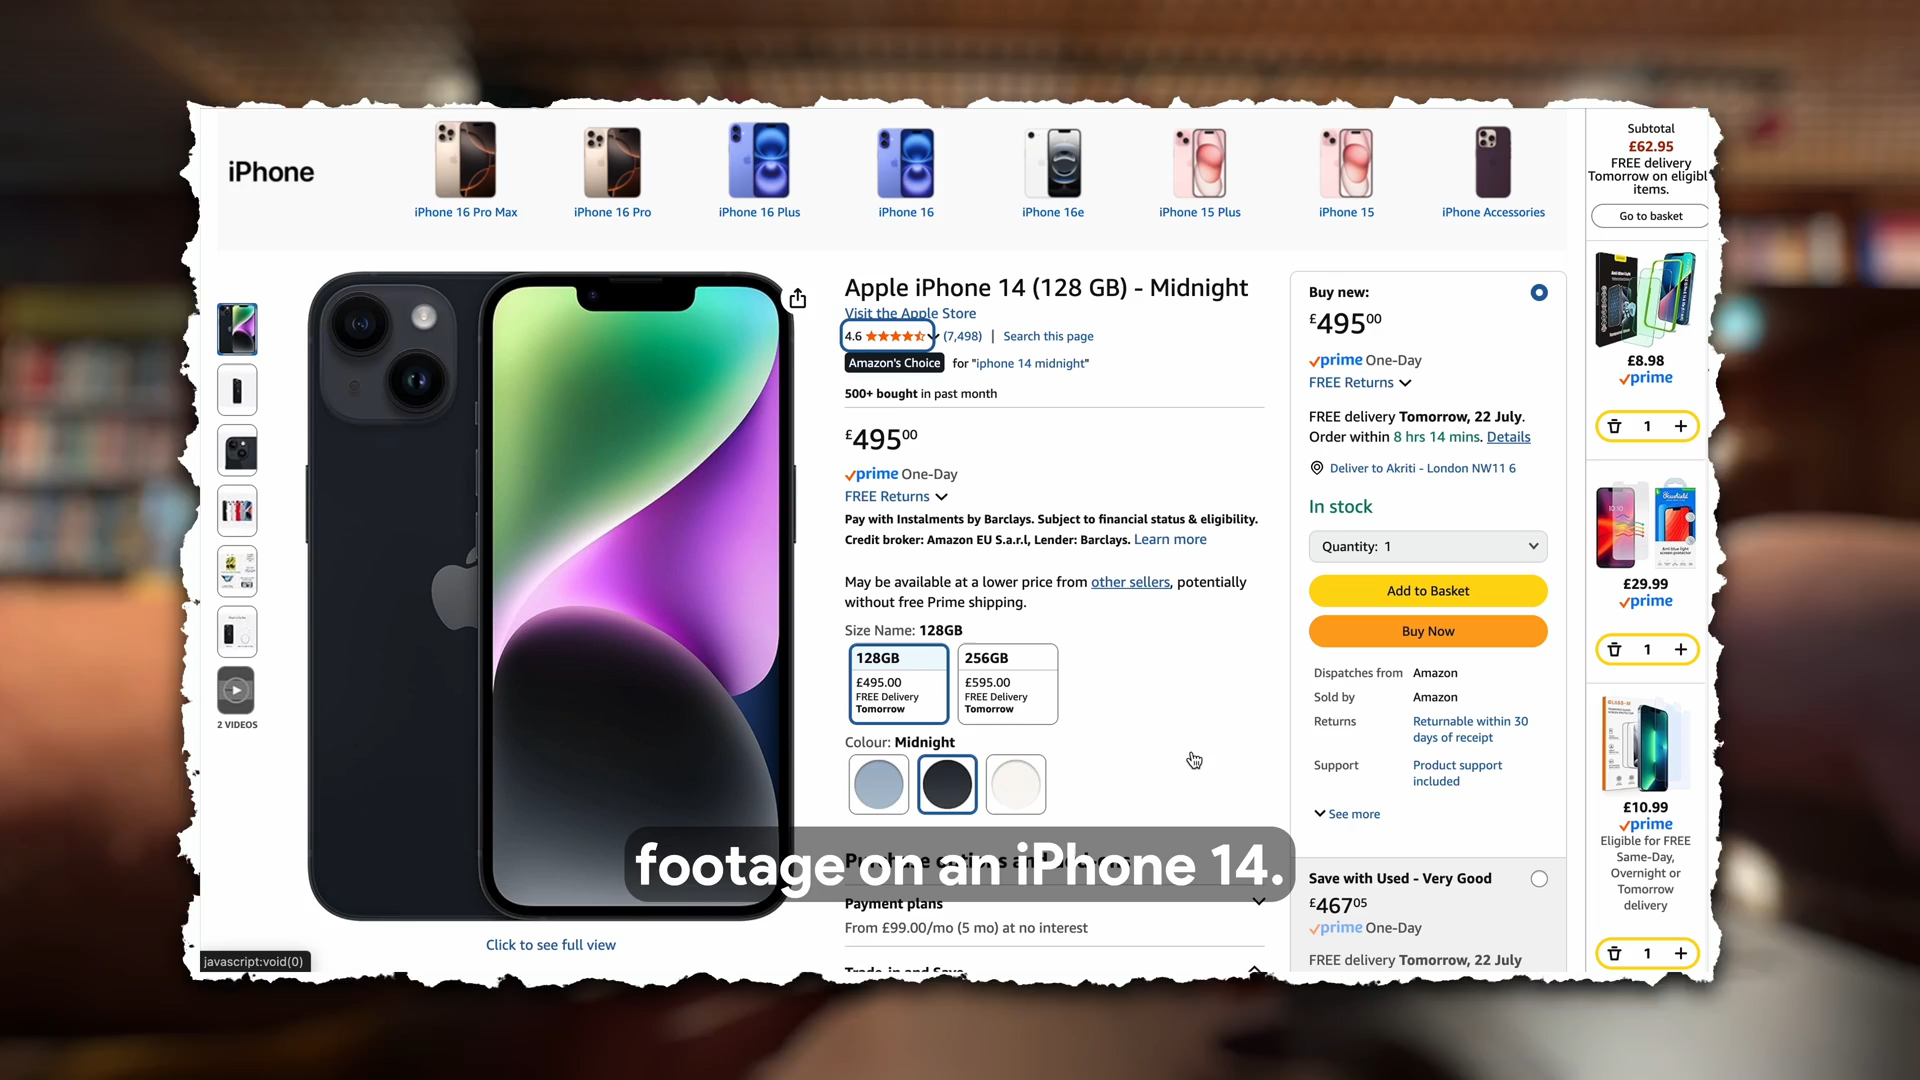 iPhone
iPhone 16 Pro Max
iPhone 16 Pro
iPhone 16 Plus
iPhone 16
iPhone 16e
iPhone 15 Plus
iPhone 15
iPhone Accessories
2 VIDEOS
Click to see full view
javascript:void(0)
Apple iPhone 14 (128 GB) - Midnight
Visit the Apple Store
4.6 (7,498) | Search this page
Amazon's Choice for "iphone 14 midnight"
500+ bought in past month
£49500
prime One-Day
FREE Returns
Pay with Instalments by Barclays. Subject to financial status & eligibility.
Credit broker: Amazon EU S.a.r.l, Lender: Barclays. Learn more
May be available at a lower price from other sellers, potentially
without free Prime shipping.
Size Name: 128GB
128GB
£495.00
FREE Delivery
Tomorrow
256GB
£595.00
FREE Delivery
Tomorrow
Colour: Midnight
footage on an iPhone 14.
Payment plans
From £99.00/mo (5 mo) at no interest
Trade-in and Save
Buy new:
£49500
prime One-Day
FREE Returns
FREE delivery Tomorrow, 22 July.
Order within 8 hrs 14 mins. Details
Deliver to Akriti - London NW11 6
In stock
Quantity: 1
Add to Basket
Buy Now
Dispatches from Amazon
Sold by Amazon
Returns Returnable within 30
days of receipt
Support Product support
included
See more
Save with Used - Very Good
£46705
prime One-Day
FREE delivery Tomorrow, 22 July
Subtotal
£62.95
FREE delivery
Tomorrow on eligibl
items.
Go to basket
£8.98
prime
1
£29.99
prime
1
£10.99
prime
Eligible for FREE
Same-Day,
Overnight or
Tomorrow
delivery
1